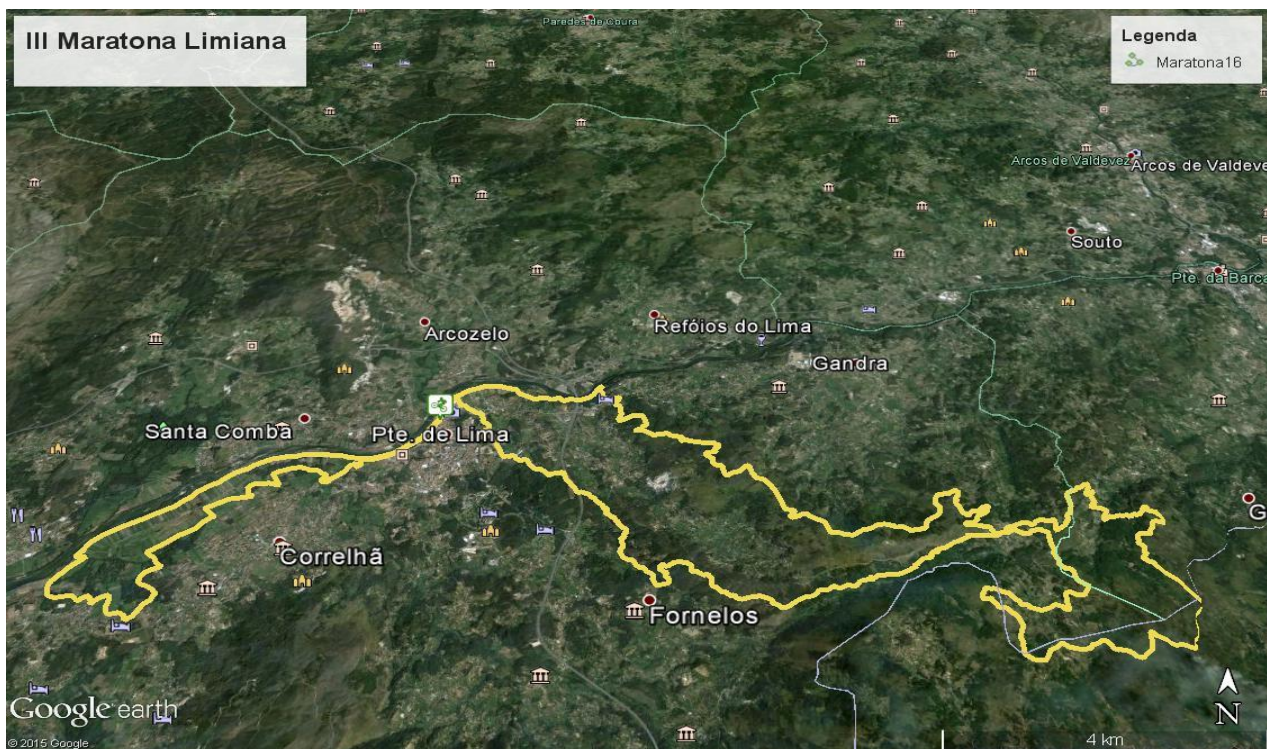 III Maratona Limiana
Legenda
Maratona16
Paredes de Coura
Arcos de Valdevez
Arcos de Valdeve
Souto
Pte. da Barca
Arcozelo
Refóios do Lima
Gandra
Santa Comba
Pte. de Lima
G
Correlhã
Fornelos
N
Google earth
© 2015 Google
4 km